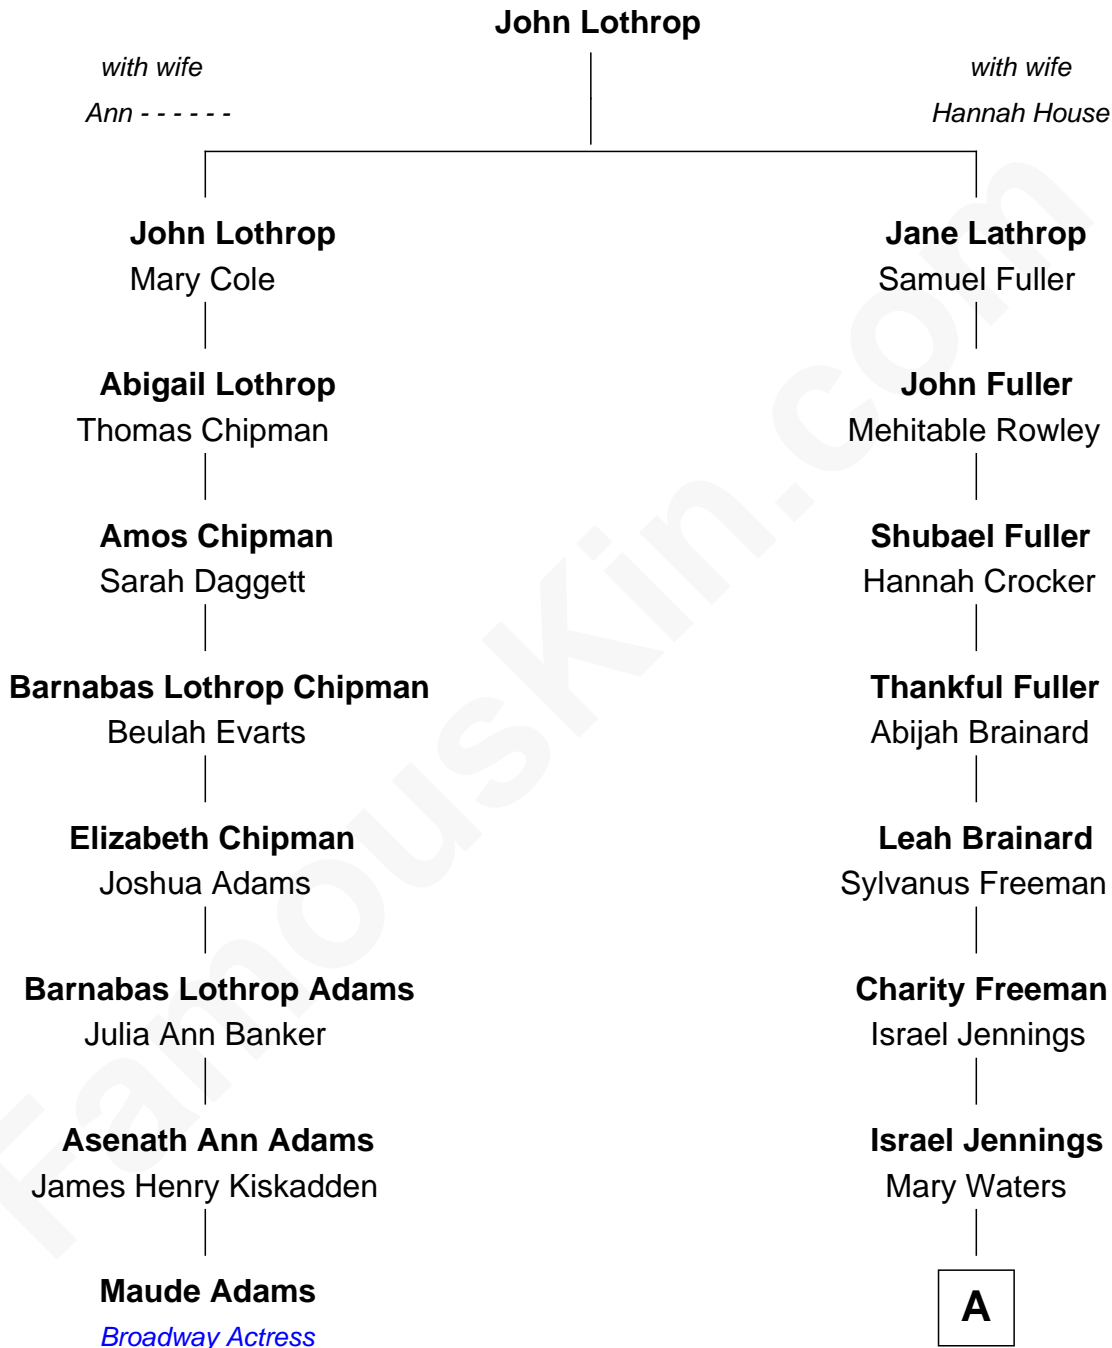 John Lothrop
with wife
Ann - - - - - -
with wife
Hannah House
John Lothrop
Mary Cole
Abigail Lothrop
Thomas Chipman
Amos Chipman
Sarah Daggett
Barnabas Lothrop Chipman
Beulah Evarts
Elizabeth Chipman
Joshua Adams
Barnabas Lothrop Adams
Julia Ann Banker
Asenath Ann Adams
James Henry Kiskadden
Maude Adams
Broadway Actress
Jane Lathrop
Samuel Fuller
John Fuller
Mehitable Rowley
Shubael Fuller
Hannah Crocker
Thankful Fuller
Abijah Brainard
Leah Brainard
Sylvanus Freeman
Charity Freeman
Israel Jennings
Israel Jennings
Mary Waters
A
FamousKin.com